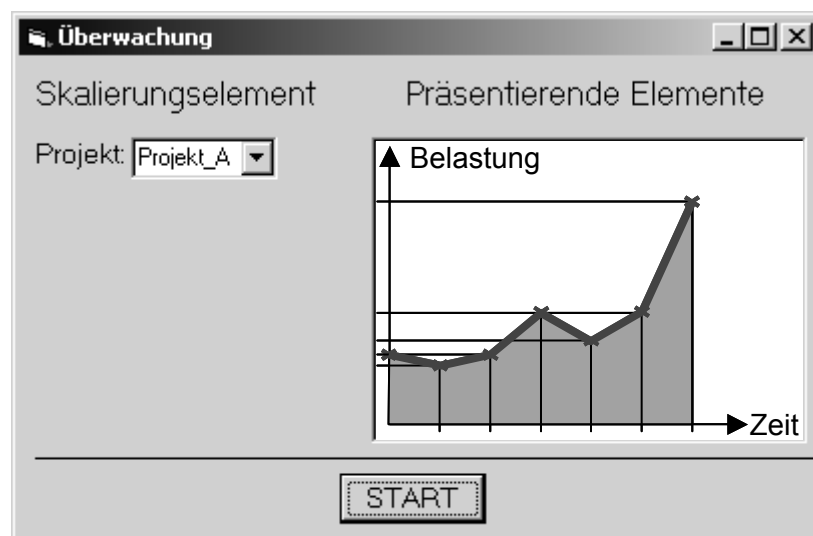 Überwachung
Skalierungselement
Präsentierende Elemente
Projekt: Projekt_A
Belastung
Zeit
START